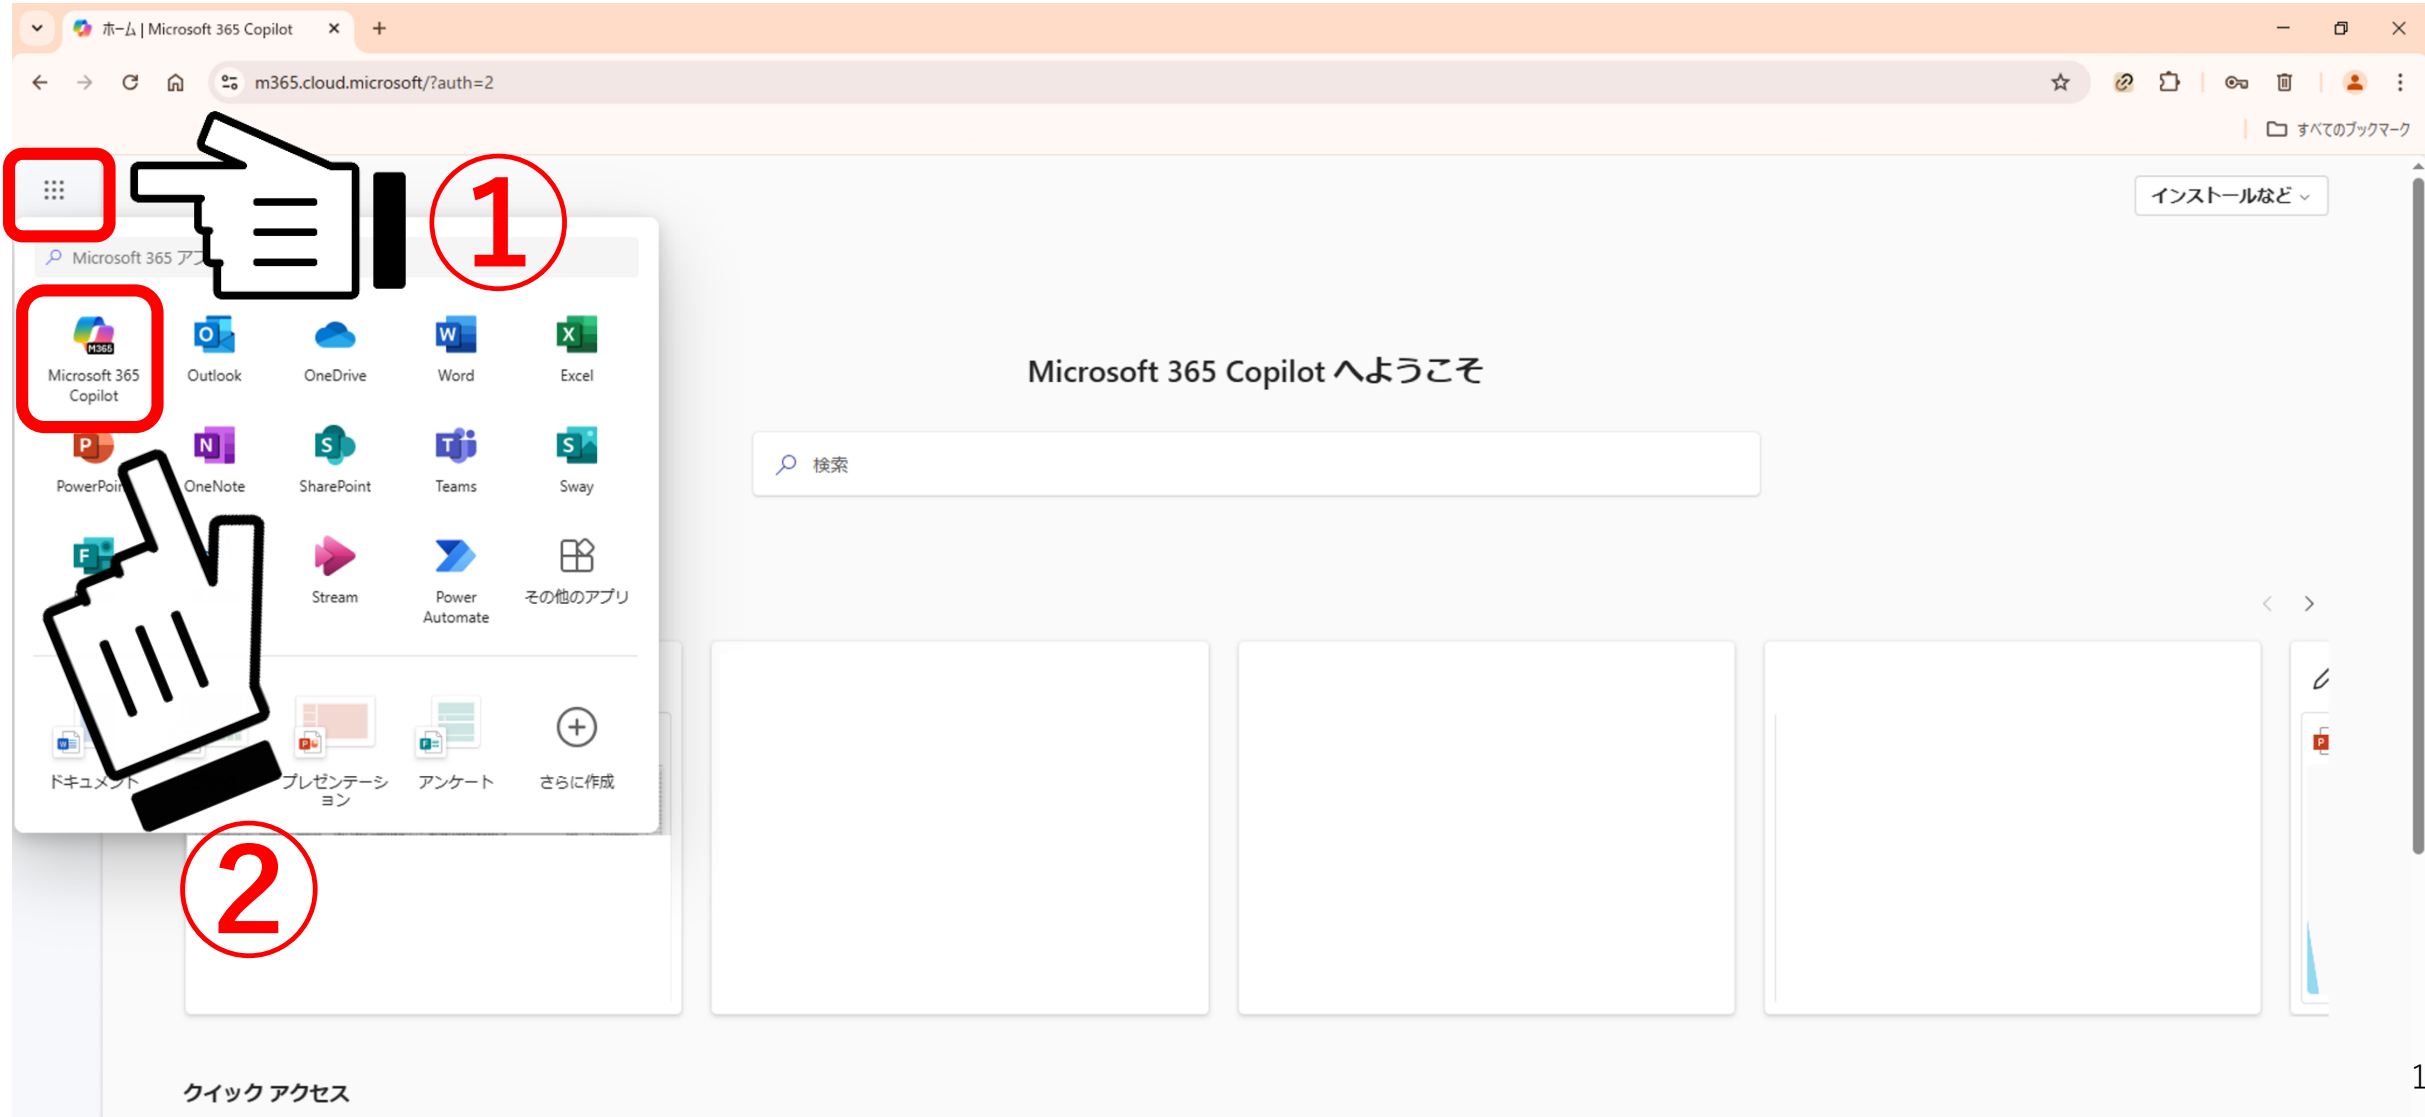 ホーム | Microsoft 365 Copilot
m365.cloud.microsoft/?auth=2
すべてのブックマーク
①
インストールなど
Microsoft 365 アプ
Microsoft 365
Copilot
Outlook
OneDrive
Word
Excel
Microsoft 365 Copilot へようこそ
検索
PowerPoin
OneNote
SharePoint
Teams
Sway
Stream
Power
Automate
その他のアプリ
ドキュメント
プレゼンテーシ
ョン
アンケート
さらに作成
②
クイック アクセス
1